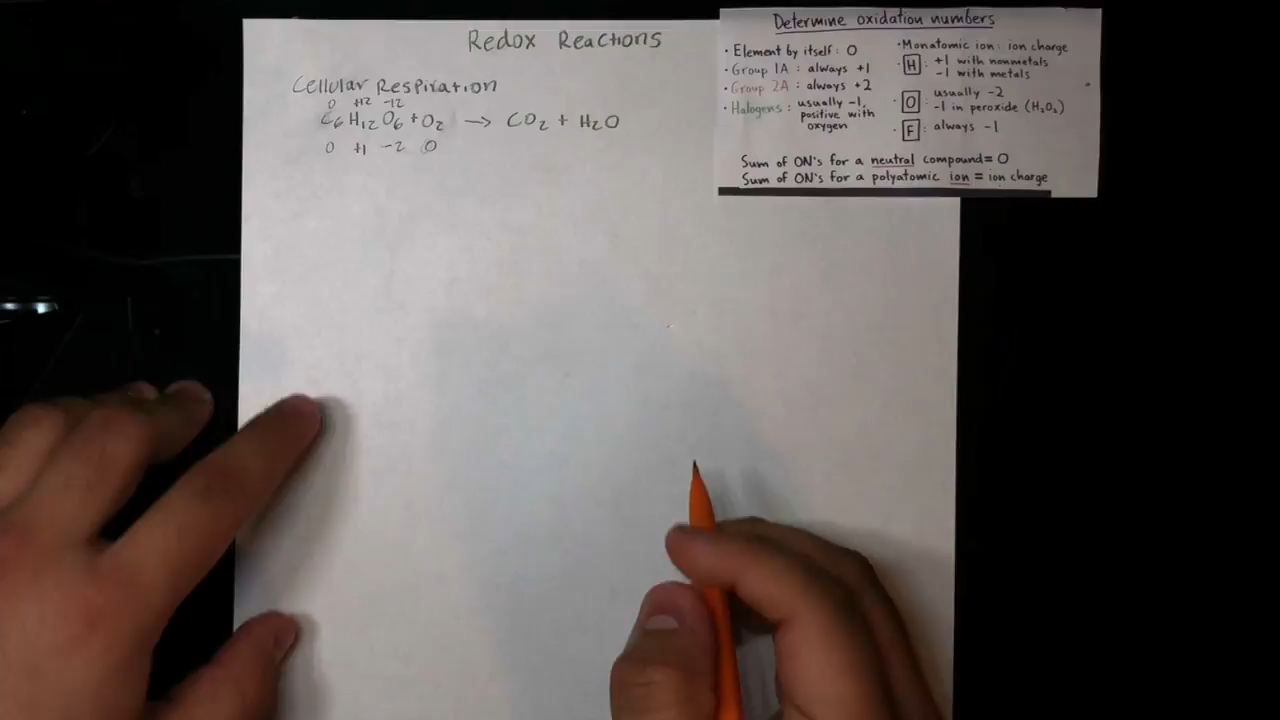 Redox Reactions
Cellular Respiration
0 +12 -12
C6 H12 O6 + O2 → CO2 + H2O
0 +1 -2 0
Determine oxidation numbers
• Element by itself: 0
• Group 1A : always +1
• Group 2A : always +2
• Halogens : usually -1,
positive with
oxygen
• Monatomic ion : ion charge
• H : +1 with nonmetals
-1 with metals
• O : usually -2
-1 in peroxide (H2O2)
• F : always -1
Sum of ON's for a neutral compound = 0
Sum of ON's for a polyatomic ion = ion charge